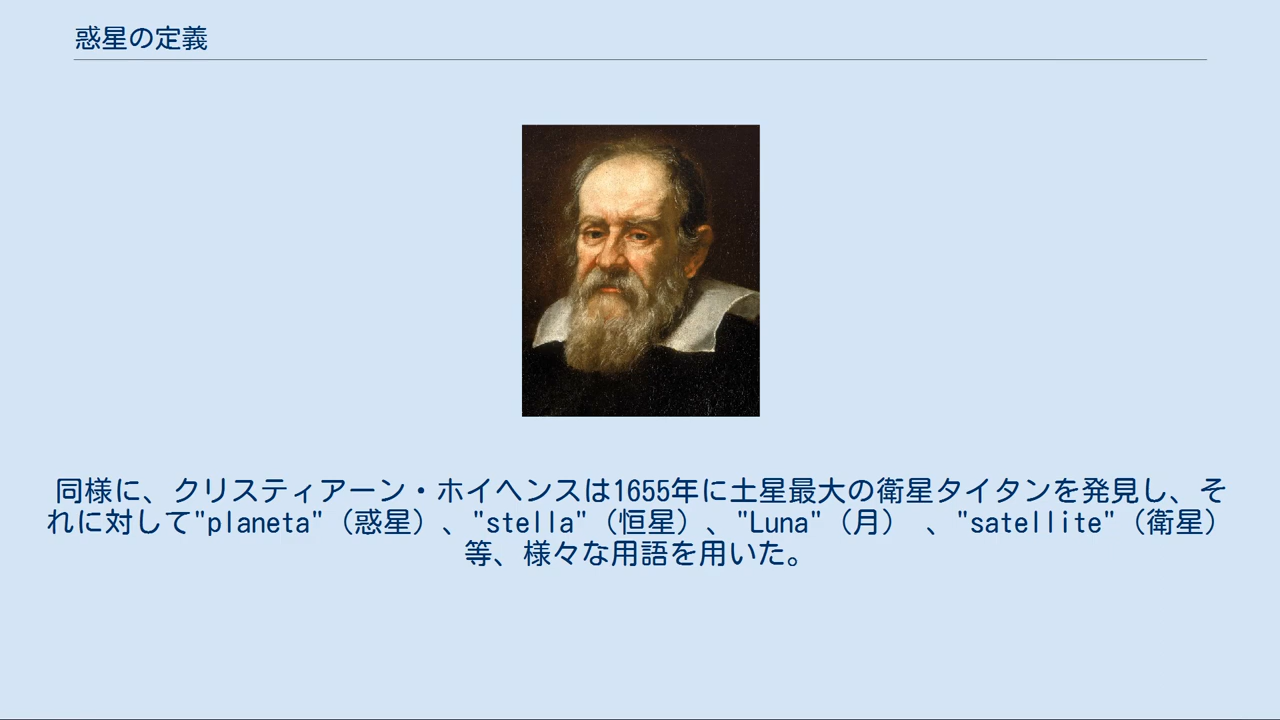 惑星の定義
同様に、クリスティアーン・ホイヘンスは1655年に土星最大の衛星タイタンを発見し、そ
れに対して"planeta"（惑星）、"stella"（恒星）、"Luna"（月） 、"satellite"（衛星）
等、様々な用語を用いた。